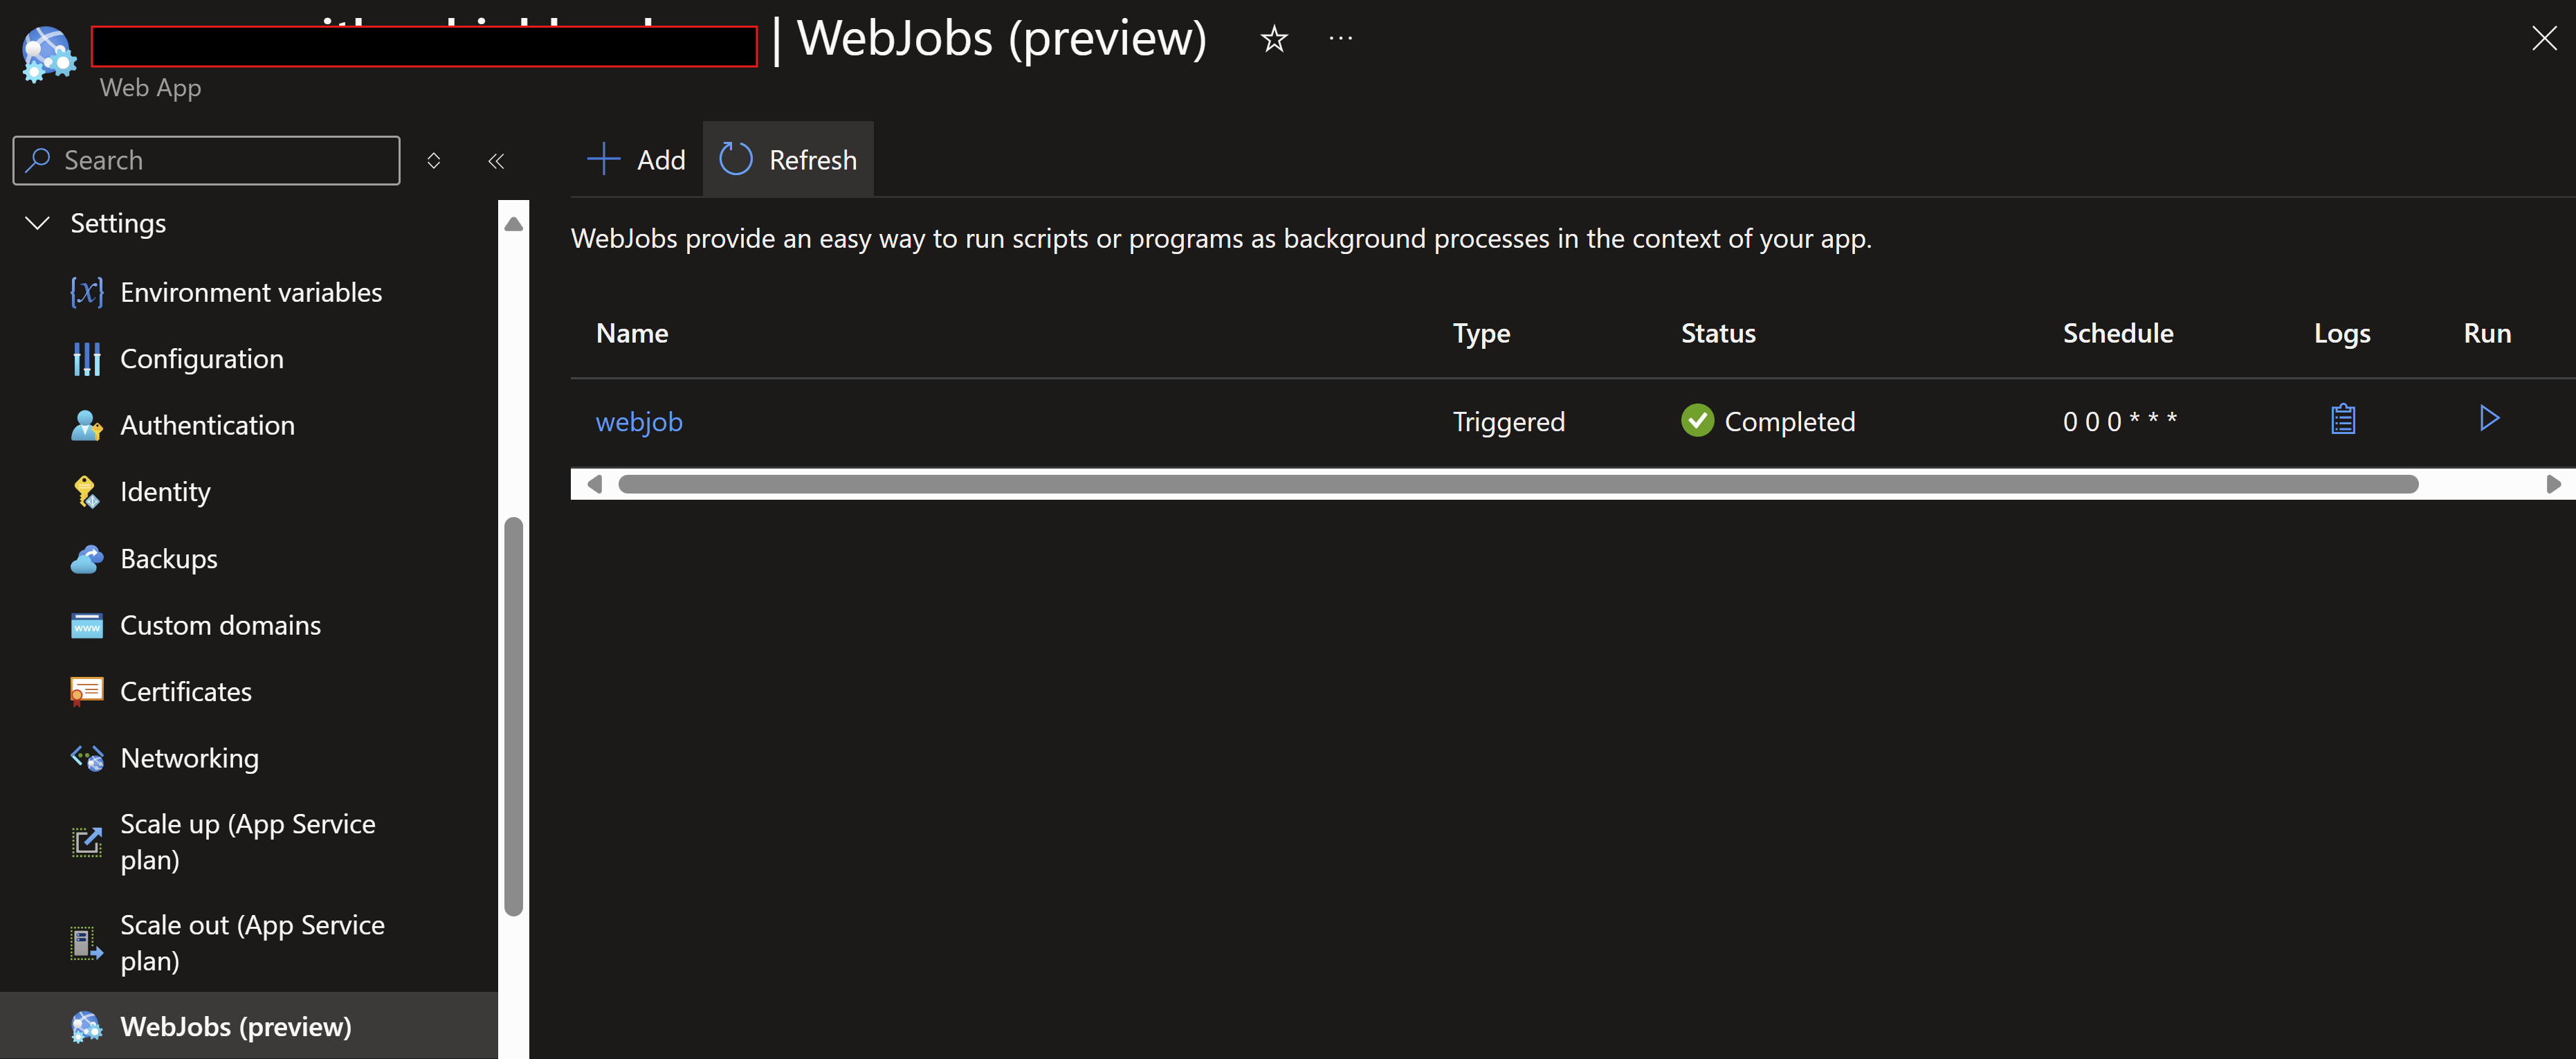 | WebJobs (preview)
Web App
Search
Add
Refresh
Settings
Environment variables
Configuration
Authentication
Identity
Backups
Custom domains
Certificates
Networking
Scale up (App Service
plan)
Scale out (App Service
plan)
WebJobs (preview)
WebJobs provide an easy way to run scripts or programs as background processes in the context of your app.
Name Type Status Schedule Logs Run
webjob Triggered Completed 0 0 0 * * *